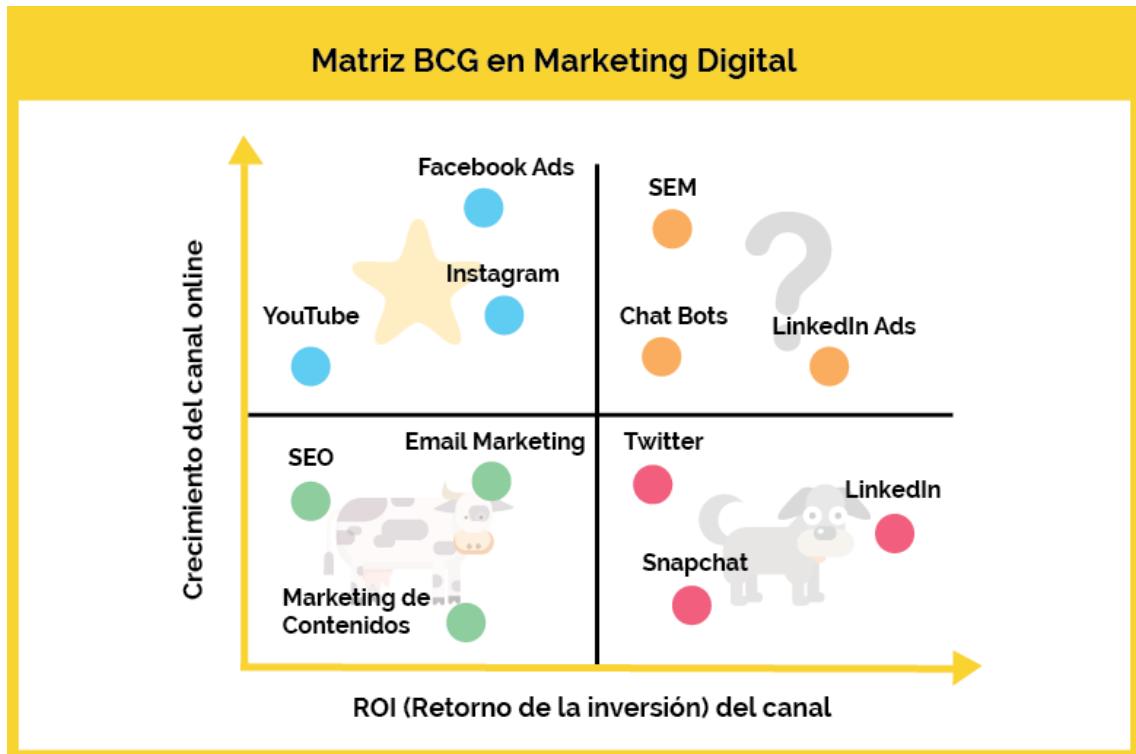 Matriz BCG en Marketing Digital
Crecimiento del canal online
Facebook Ads
Instagram
YouTube
SEM
?
Chat Bots
LinkedIn Ads
SEO
Email Marketing
Marketing de
Contenidos
Twitter
LinkedIn
Snapchat
ROI (Retorno de la inversión) del canal